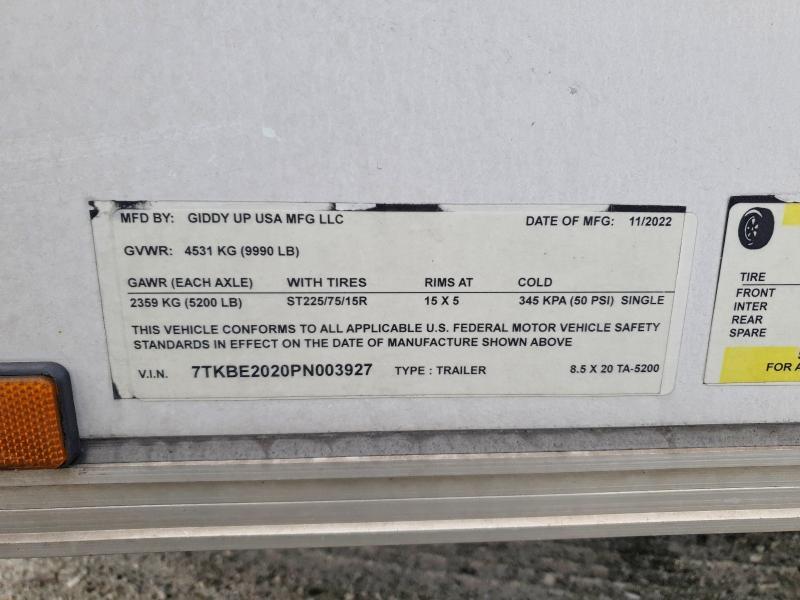 MFD BY: GIDDY UP USA MFG LLC DATE OF MFG: 11/2022
GVWR: 4531 KG (9990 LB)
GAWR (EACH AXLE) WITH TIRES RIMS AT COLD
2359 KG (5200 LB) ST225/75/15R 15 X 5 345 KPA (50 PSI) SINGLE
THIS VEHICLE CONFORMS TO ALL APPLICABLE U.S. FEDERAL MOTOR VEHICLE SAFETY
STANDARDS IN EFFECT ON THE DATE OF MANUFACTURE SHOWN ABOVE
V.I.N. 7TKBE2020PN003927 TYPE : TRAILER 8.5 X 20 TA-5200
TIRE
FRONT
INTER
REAR
SPARE
FOR